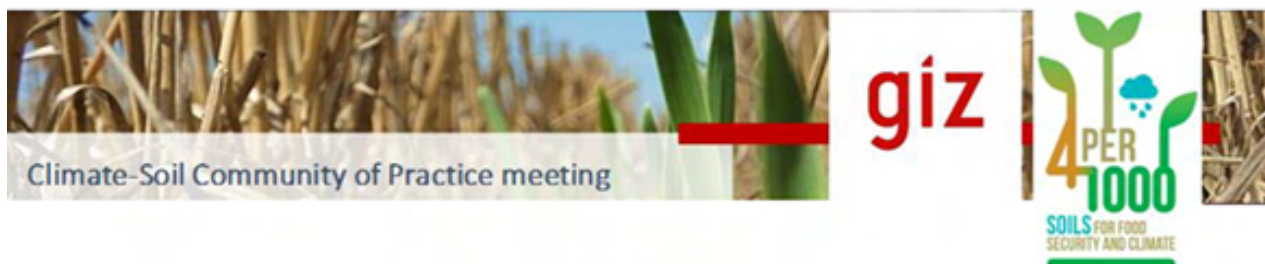 Climate-Soil Community of Practice meeting
giz
4 PER
1000
SOILS FOR FOOD
SECURITY AND CLIMATE